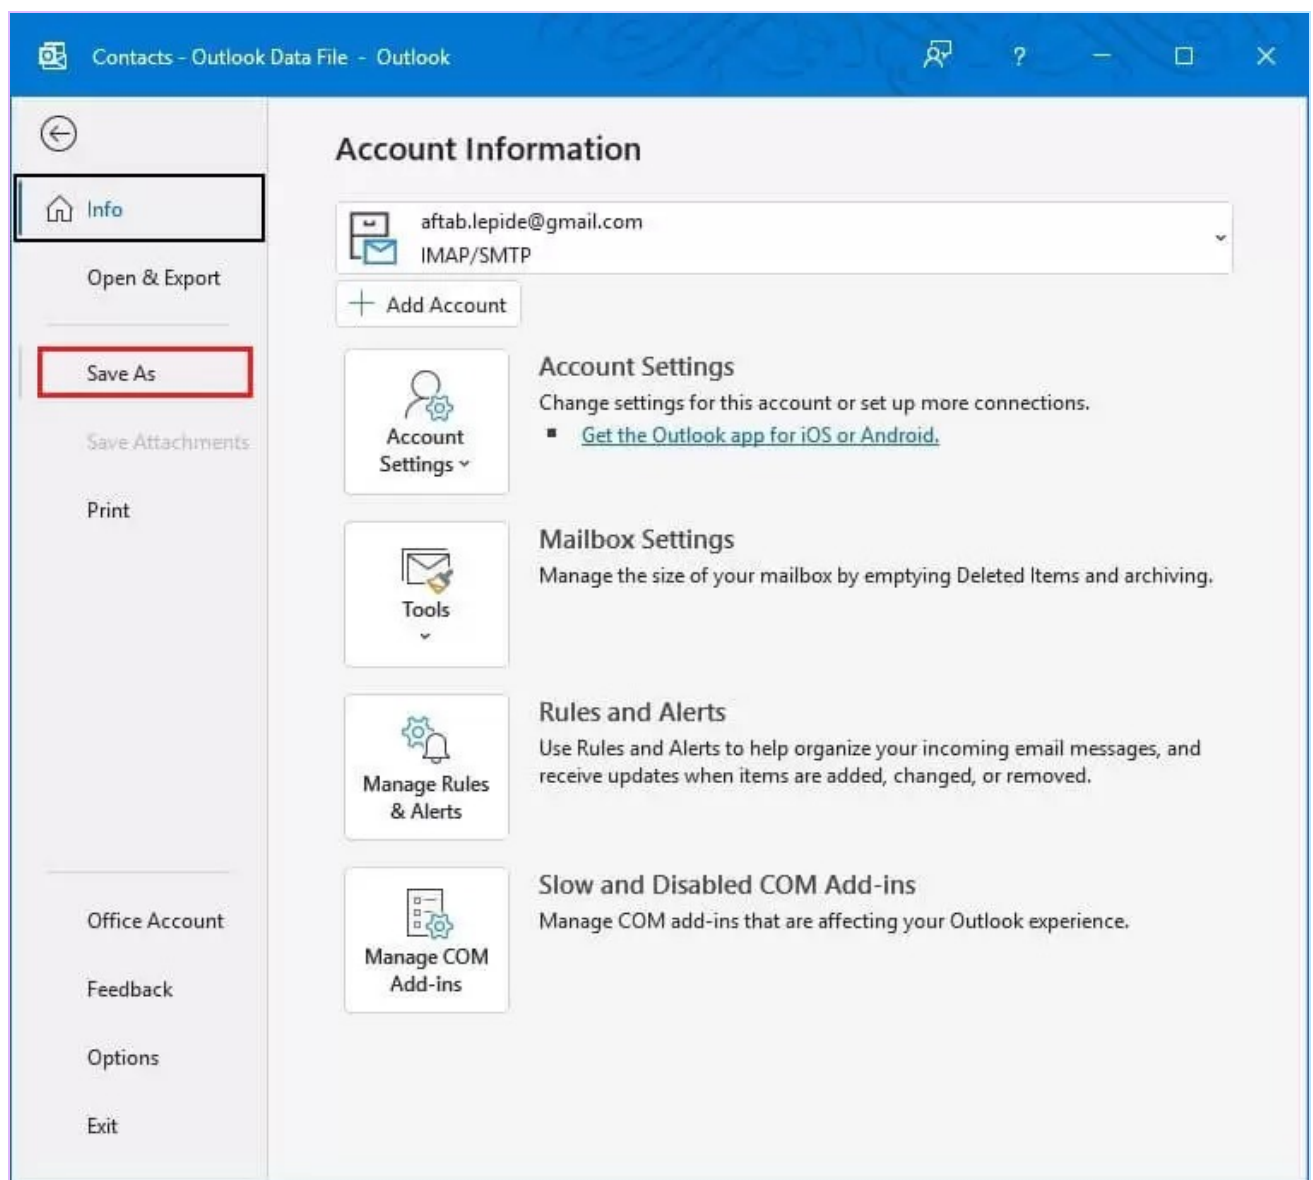 Contacts - Outlook Data File - Outlook
?
Info
Open & Export
Save As
Save Attachments
Print
Office Account
Feedback
Options
Exit
Account Information
aftab.lepide@gmail.com
IMAP/SMTP
Add Account
Account
Settings
Account Settings
Change settings for this account or set up more connections.
Get the Outlook app for iOS or Android.
Tools
Mailbox Settings
Manage the size of your mailbox by emptying Deleted Items and archiving.
Manage Rules
& Alerts
Rules and Alerts
Use Rules and Alerts to help organize your incoming email messages, and
receive updates when items are added, changed, or removed.
Manage COM
Add-ins
Slow and Disabled COM Add-ins
Manage COM add-ins that are affecting your Outlook experience.